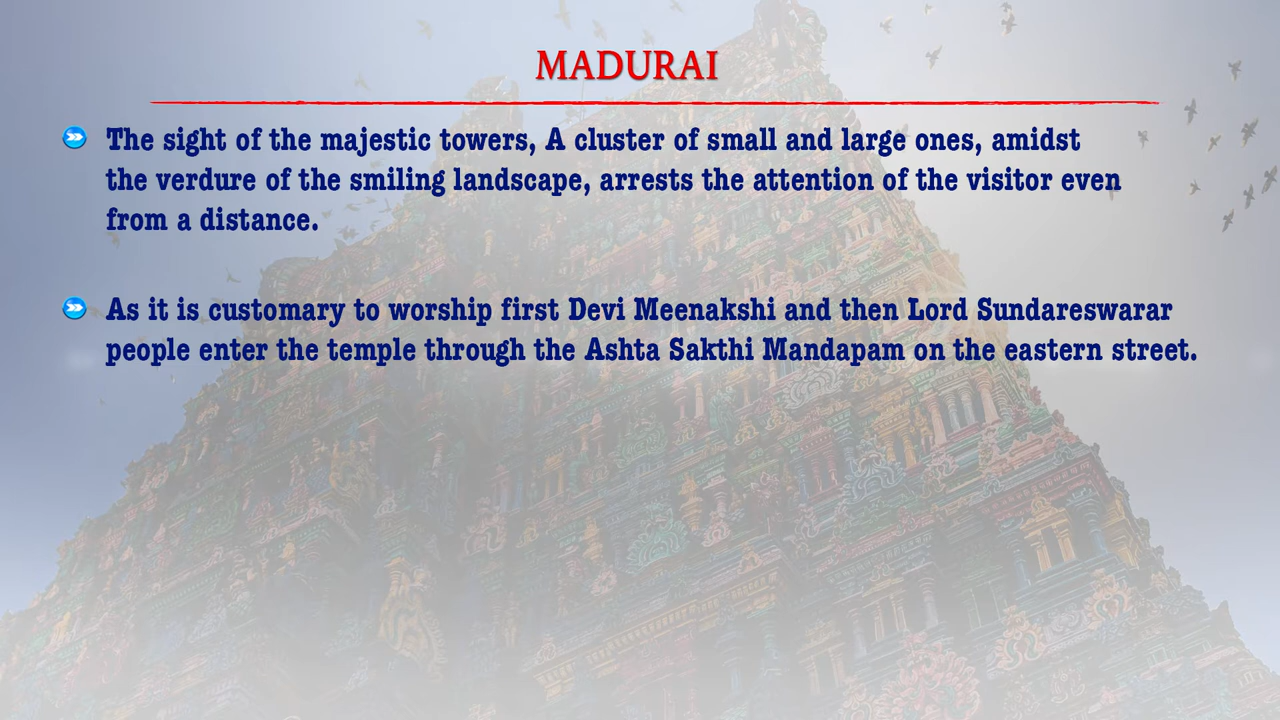 MADURAI
The sight of the majestic towers, A cluster of small and large ones, amidst
the verdure of the smiling landscape, arrests the attention of the visitor even
from a distance.
As it is customary to worship first Devi Meenakshi and then Lord Sundareswarar
people enter the temple through the Ashta Sakthi Mandapam on the eastern street.